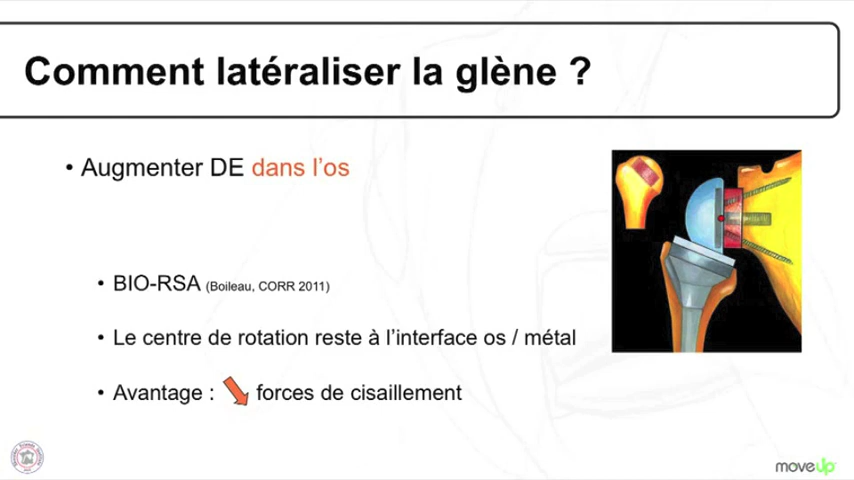 Comment latéraliser la glène ?
• Augmenter DE dans l'os
• BIO-RSA (Boileau, CORR 2011)
• Le centre de rotation reste à l'interface os / métal
• Avantage : forces de cisaillement
moveUp